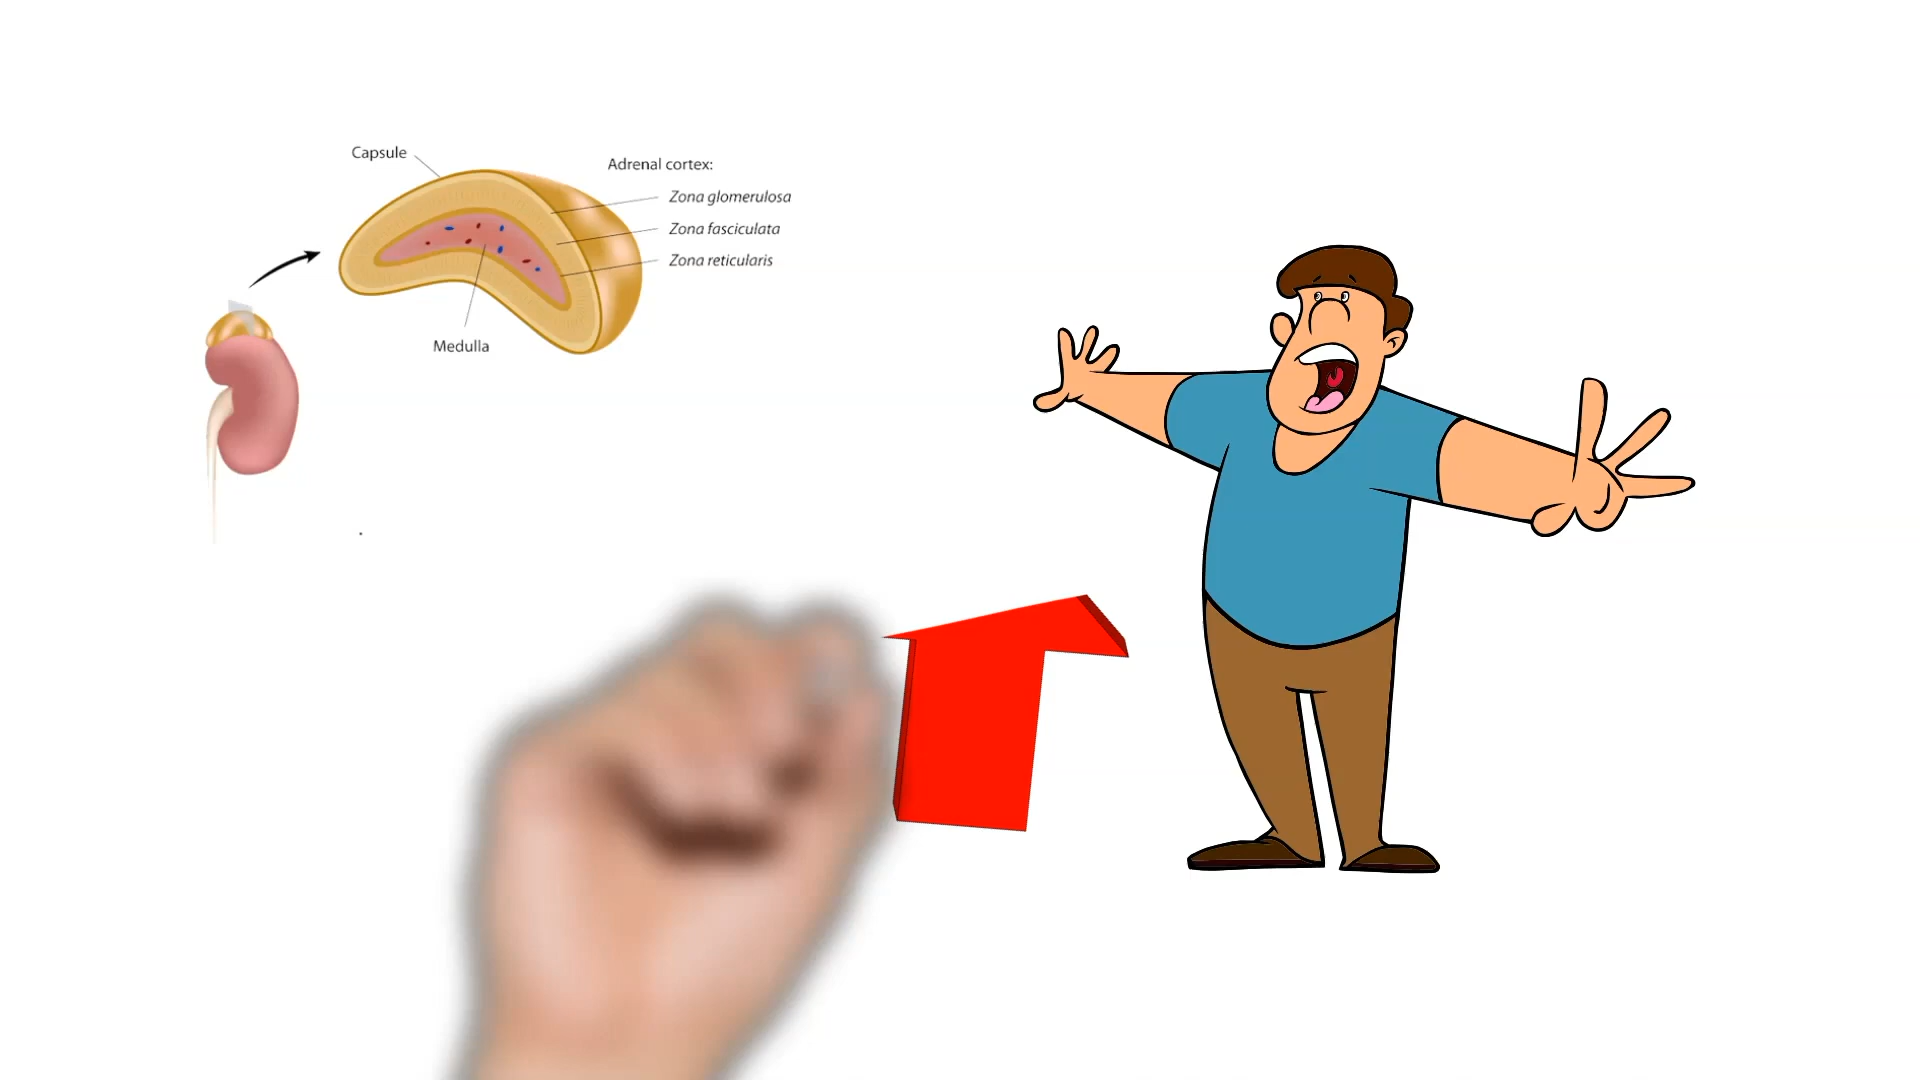 Capsule
Adrenal cortex:
Zona glomerulosa
Zona fasciculata
Zona reticularis
Medulla